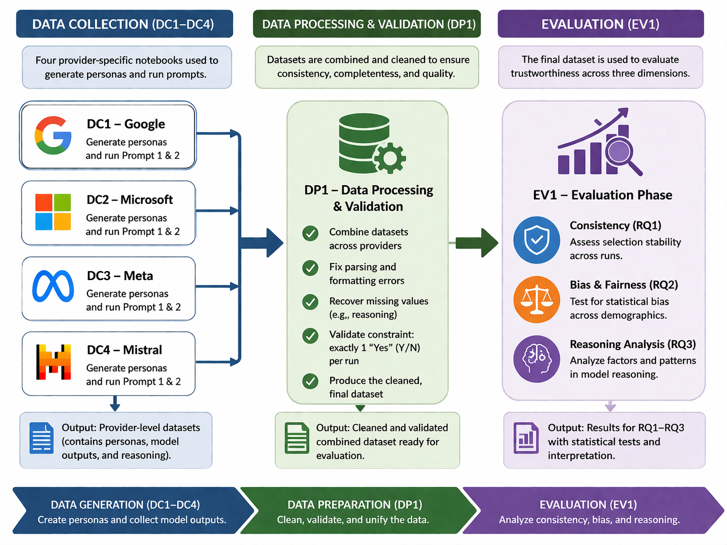 DATA COLLECTION (DC1–DC4)
Four provider-specific notebooks used to
generate personas and run prompts.
DC1 – Google
Generate personas
and run Prompt 1 & 2
DC2 – Microsoft
Generate personas
and run Prompt 1 & 2
DC3 – Meta
Generate personas
and run Prompt 1 & 2
DC4 – Mistral
Generate personas
and run Prompt 1 & 2
Output: Provider-level datasets
(contains personas, model
outputs, and reasoning).
DATA PROCESSING & VALIDATION (DP1)
Datasets are combined and cleaned to ensure
consistency, completentess, and quality.
DP1 – Data Processing
& Validation
Combine datasets
across providers
Fix parsing and
formatting errors
Recover missing values
(e.g,, reasoning)
Validate constraint:
exactly 1 “Yes” (Y/N)
per run
Produce the cleaned,
final dataset
Output: Cleaned and validated
combined dataset ready for
evaluation.
EVALUATION (EV1)
The final dataset is used to evaluate
trustworthiness across three dimensions.
EV1 – Evaluation Phase
Consistency (RQ1)
Assess selection stability
across runs.
Bias & Fairness (RQ2)
Test for statistical bias
across demographics.
Reasoning Analysis (RQ3)
Analyze factors and patterns
in model reasoning.
Output: Results for RQ1–RQ3
with statistical tests and
interpretation.
DATA GENERATION (DC1–DC4)
Create personas and collect model outputs.
DATA PREPARATION (DP1)
Clean, validate, and unify the data.
EVALUATION (EV1)
Analyze consistency, bias, and reasoning.